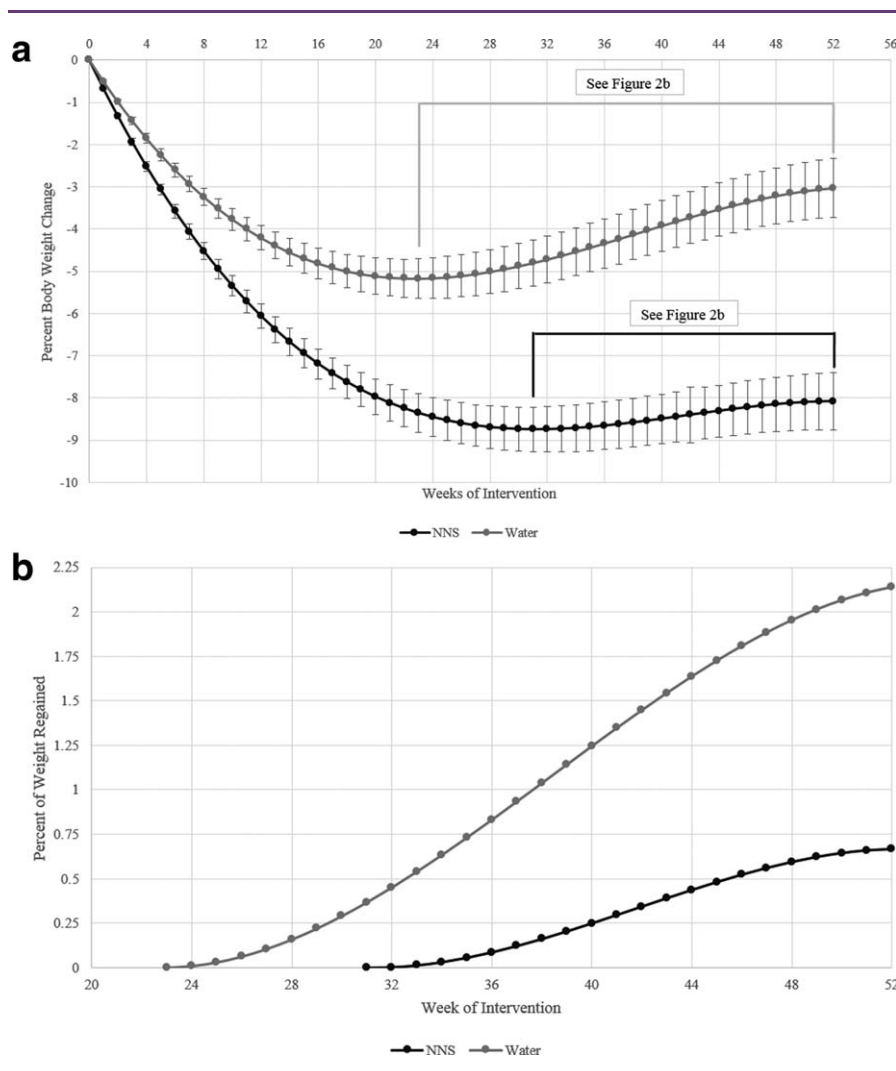 a
0 4 8 12 16 20 24 28 32 36 40 44 48 52 56
0
-1
-2
-3
-4
-5
-6
-7
-8
-9
-10
Percent Body Weight Change
See Figure 2b
See Figure 2b
Weeks of Intervention
NNS Water
b
2.25
2
1.75
1.5
1.25
1
0.75
0.5
0.25
0
Percent of Weight Regained
20 24 28 32 36 40 44 48 52
Week of Intervention
NNS Water